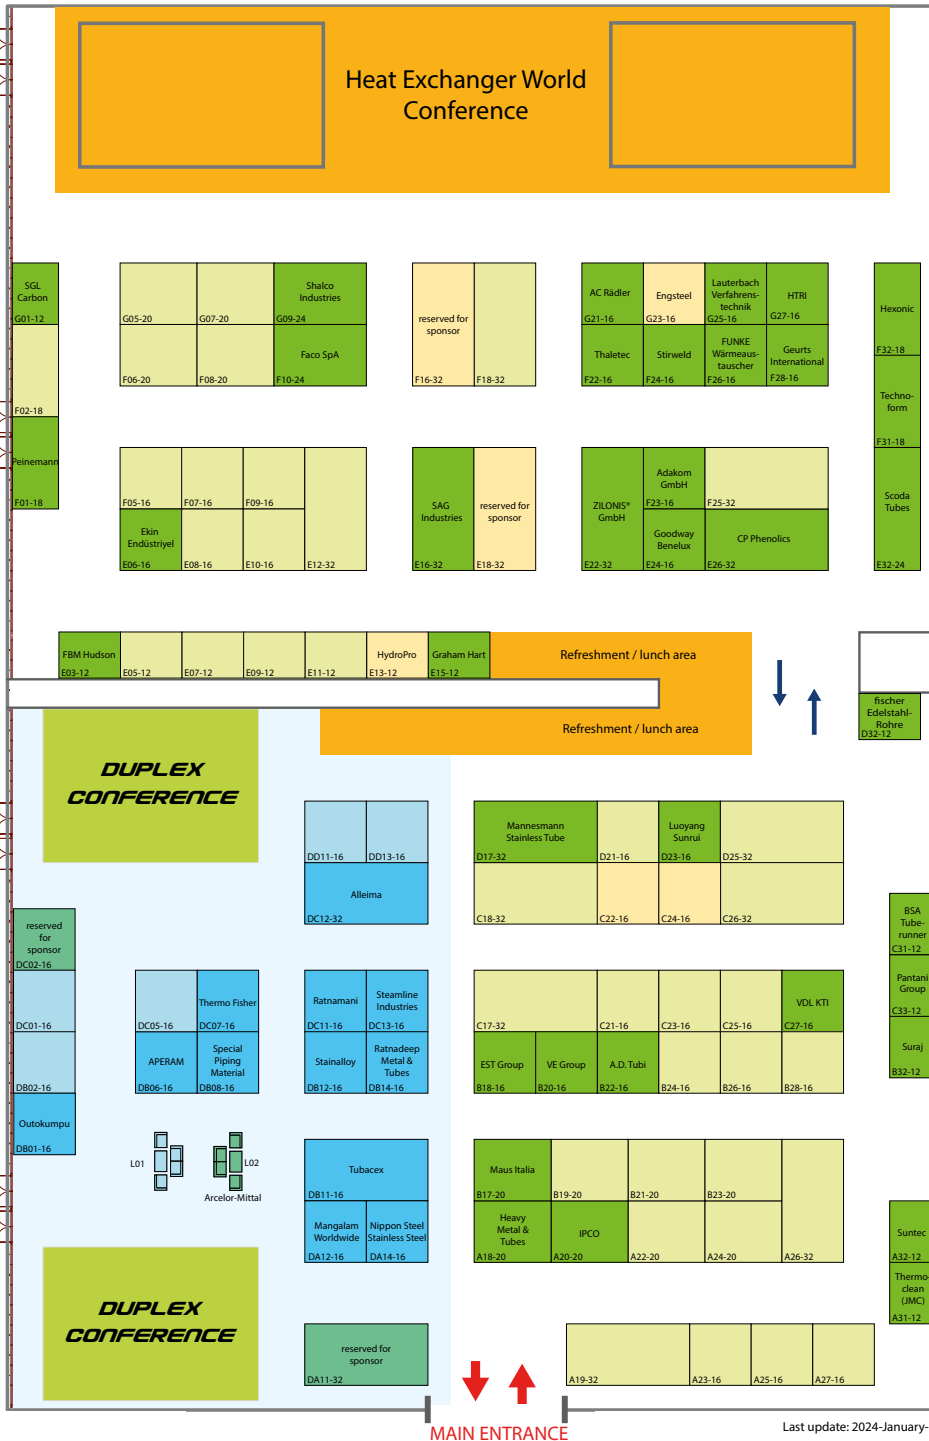 Heat Exchanger World
Conference
SGL
Carbon
G01-12
G05-20
G07-20
Shalco
Industries
G09-24
reserved for
sponsor
AC Rädler
G21-16
Engsteel
G23-16
Lauterbach
Verfahrens-
technik
G25-16
HTRI
G27-16
Hexonic
F32-18
F02-18
F06-20
F08-20
Faco SpA
F10-24
F16-32
F18-32
Thaletec
F22-16
Stirweld
F24-16
FUNKE
Wärmeaus-
tauscher
F26-16
Geurts
International
F28-16
Techno-
form
F31-18
Peinemann
F01-18
F05-16
F07-16
F09-16
Ekin
Endüstriyel
E06-16
E08-16
E10-16
E12-32
SAG
Industries
E16-32
reserved for
sponsor
E18-32
ZILONIS®
GmbH
E22-32
Adakom
GmbH
F23-16
F25-32
Goodway
Benelux
E24-16
CP Phenolics
E26-32
Scoda
Tubes
E32-24
FBM Hudson
E03-12
E05-12
E07-12
E09-12
E11-12
HydroPro
E13-12
Graham Hart
E15-12
Refreshment / lunch area
Refreshment / lunch area
fischer
Edelstahl-
Rohre
D32-12
DUPLEX
CONFERENCE
DD11-16
DD13-16
Alleima
DC12-32
Mannesmann
Stainless Tube
D17-32
D21-16
Luoyang
Sunrui
D23-16
D25-32
C18-32
C22-16
C24-16
C26-32
reserved
for
sponsor
DC02-16
BSA
Tube-
runner
C31-12
DC01-16
DC05-16
Thermo Fisher
DC07-16
Ratnamani
DC11-16
Steamline
Industries
DC13-16
C17-32
C21-16
C23-16
C25-16
VDL KTI
C27-16
Pantani
Group
C33-12
DB02-16
APERAM
DB06-16
Special
Piping
Material
DB08-16
Stainalloy
DB12-16
Ratnadeep
Metal &
Tubes
DB14-16
EST Group
B18-16
VE Group
B20-16
A.D. Tubi
B22-16
B24-16
B26-16
B28-16
Suraj
B32-12
Outokumpu
DB01-16
L01
L02
Arcelor-Mittal
Tubacex
DB11-16
Mangalam
Worldwide
DA12-16
Nippon Steel
Stainless Steel
DA14-16
Maus Italia
B17-20
B19-20
B21-20
B23-20
Heavy
Metal &
Tubes
A18-20
IPCO
A20-20
A22-20
A24-20
A26-32
Suntec
A32-12
Thermo-
clean
(JMC)
A31-12
DUPLEX
CONFERENCE
reserved for
sponsor
DA11-32
A19-32
A23-16
A25-16
A27-16
MAIN ENTRANCE
Last update: 2024-January-